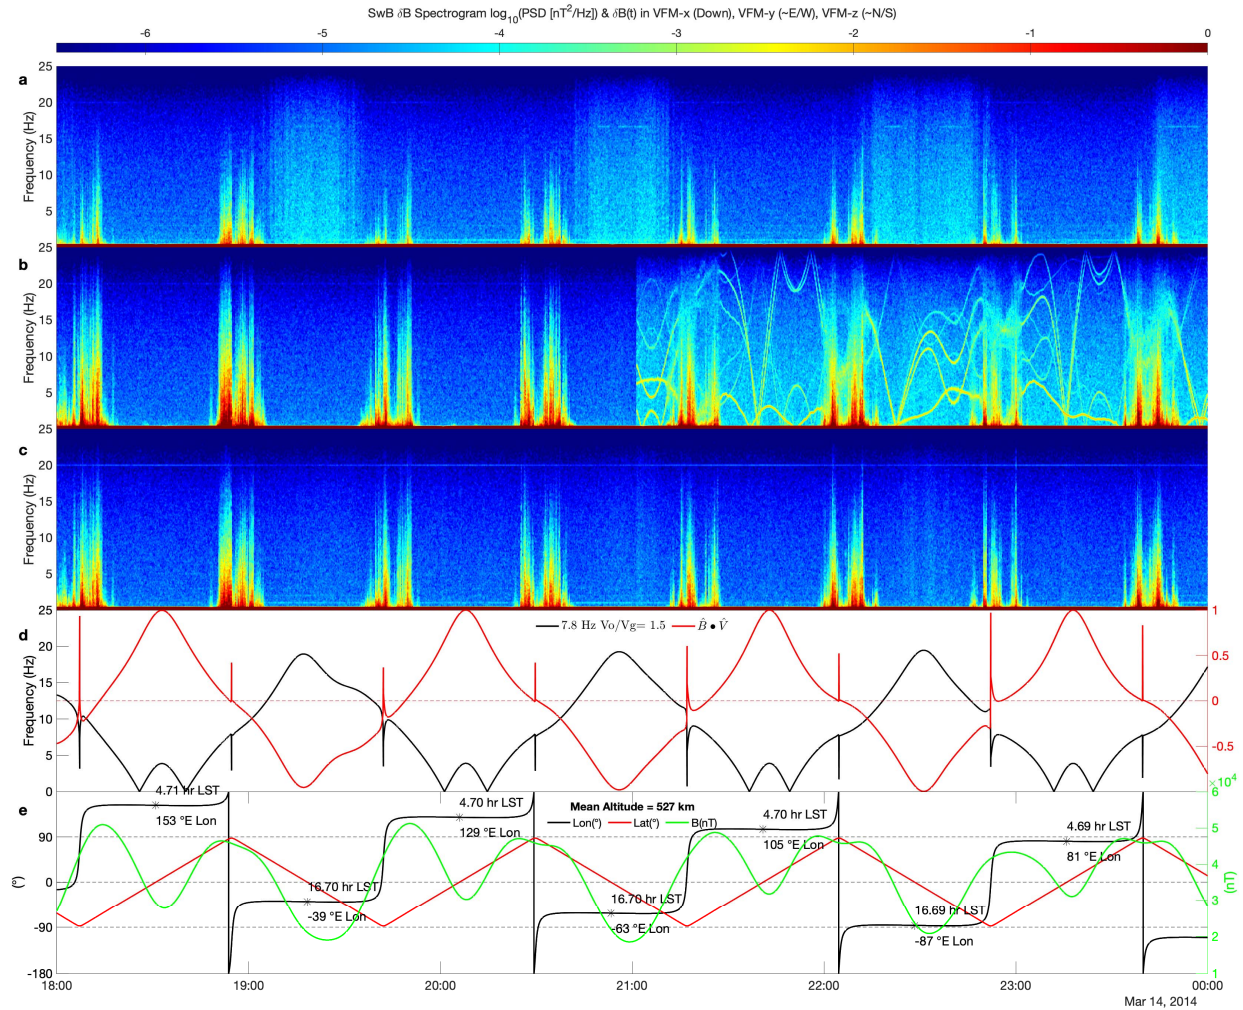 SwB δB Spectrogram log10(PSD [nT2/Hz]) & δB(t) in VFM-x (Down), VFM-y (~E/W), VFM-z (~N/S)
-6 -5 -4 -3 -2 -1 0
a
Frequency (Hz)
25
20
15
10
5
b
Frequency (Hz)
25
20
15
10
5
c
Frequency (Hz)
25
20
15
10
5
d
Frequency (Hz)
25
20
15
10
5
0
7.8 Hz Vo/Vg= 1.5
B̂ • V̂
1
0.5
0
-0.5
e
(°)
90
0
-90
-180
Mean Altitude = 527 km
Lon(°) Lat(°) B(nT)
4.71 hr LST
153 °E Lon
16.70 hr LST
-39 °E Lon
4.70 hr LST
129 °E Lon
16.70 hr LST
-63 °E Lon
4.70 hr LST
105 °E Lon
16.69 hr LST
-87 °E Lon
4.69 hr LST
81 °E Lon
×10^4
6
5
4
3
2
1
(nT)
18:00 19:00 20:00 21:00 22:00 23:00 00:00
Mar 14, 2014